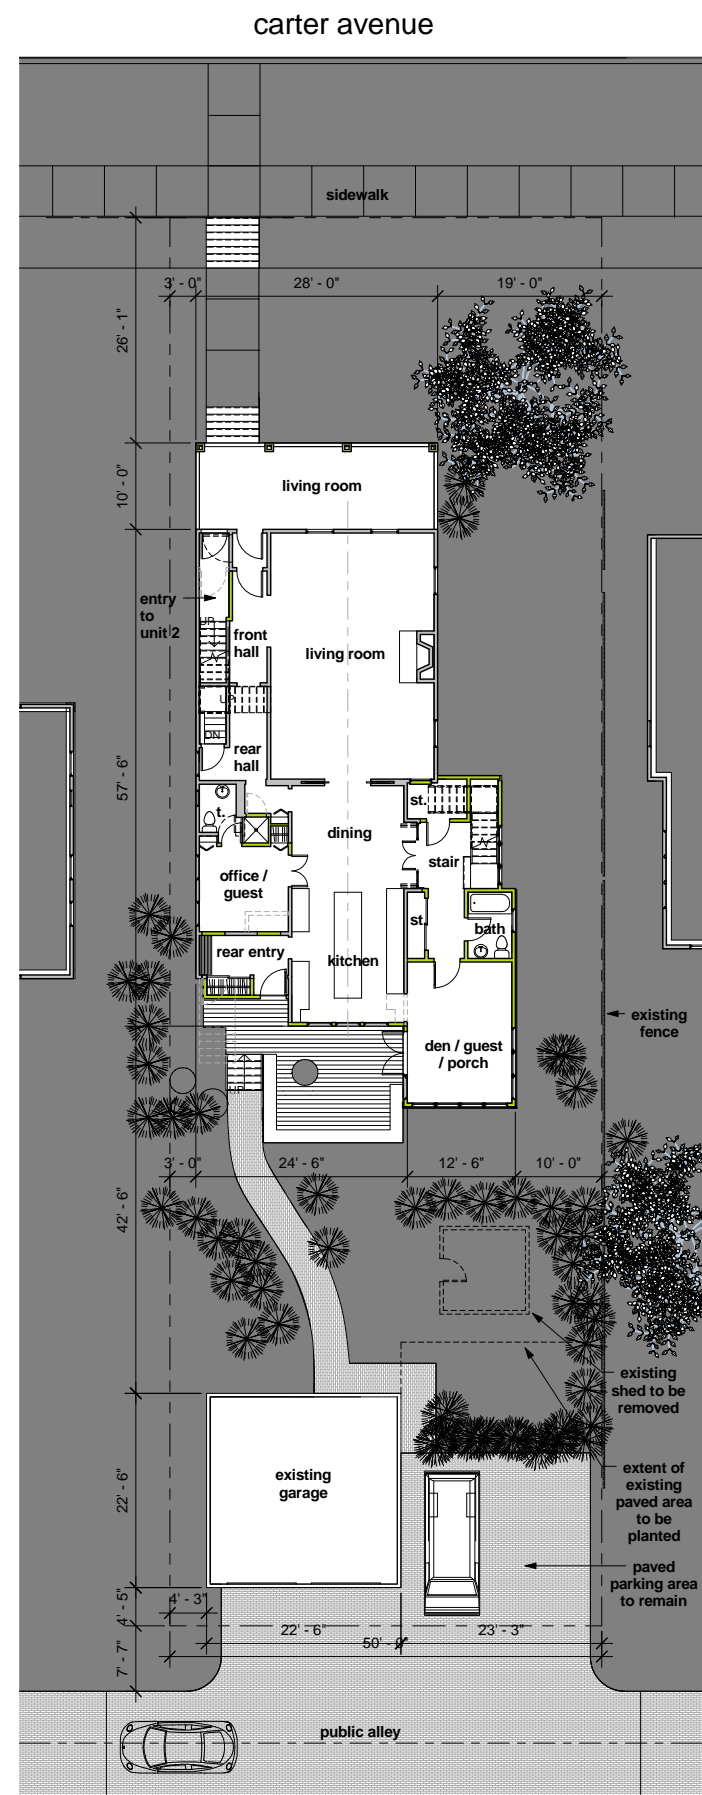 carter avenue
sidewalk
3' - 0"
28' - 0"
19' - 0"
26' - 1"
10' - 0"
living room
entry
to
unit 2
UP
front
hall
living room
UP
DN
rear
hall
57' - 6"
st.
t.
dining
stair
office /
guest
st.
bath
rear entry
kitchen
existing
fence
den / guest
/ porch
UP
3' - 0"
24' - 6"
12' - 6"
10' - 0"
42' - 6"
existing
shed to be
removed
existing
garage
extent of
existing
paved area
to be
planted
22' - 6"
paved
parking area
to remain
4' - 5"
4' - 3"
22' - 6"
23' - 3"
50' - 0"
7' - 7"
public alley